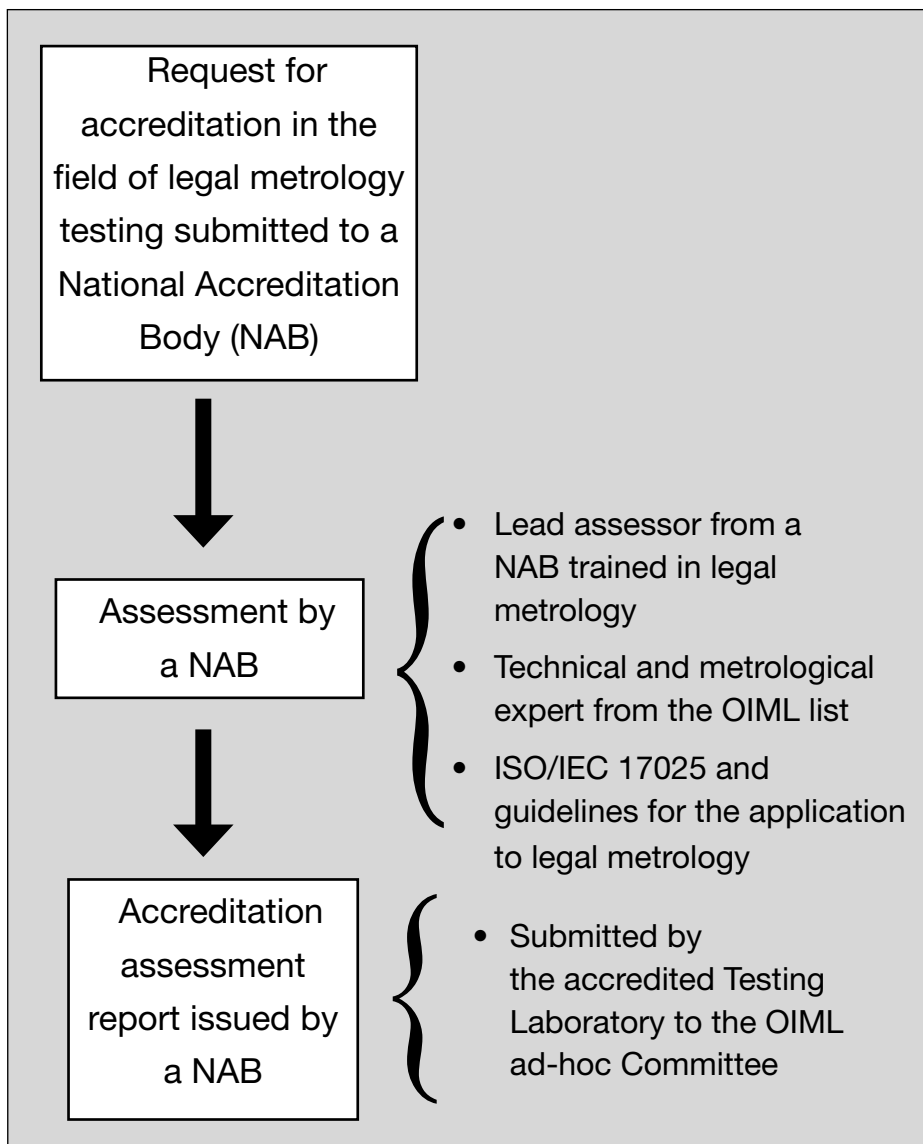 Request for
accreditation in the
field of legal metrology
testing submitted to a
National Accreditation
Body (NAB)
Assessment by
a NAB
• Lead assessor from a
NAB trained in legal
metrology
• Technical and metrological
expert from the OIML list
• ISO/IEC 17025 and
guidelines for the application
to legal metrology
Accreditation
assessment
report issued by
a NAB
• Submitted by
the accredited Testing
Laboratory to the OIML
ad-hoc Committee